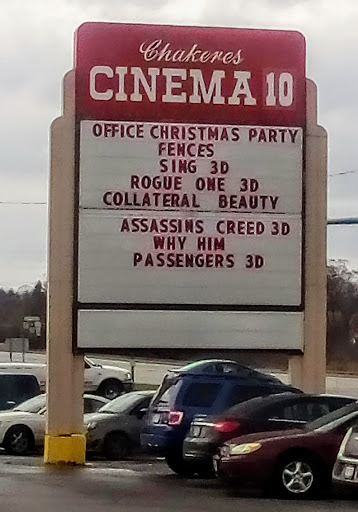 Chakeres
CINEMA 10
OFFICE CHRISTMAS PARTY
FENCES
SING 3D
ROGUE ONE 3D
COLLATERAL BEAUTY
ASSASSINS CREED 3D
WHY HIM
PASSENGERS 3D